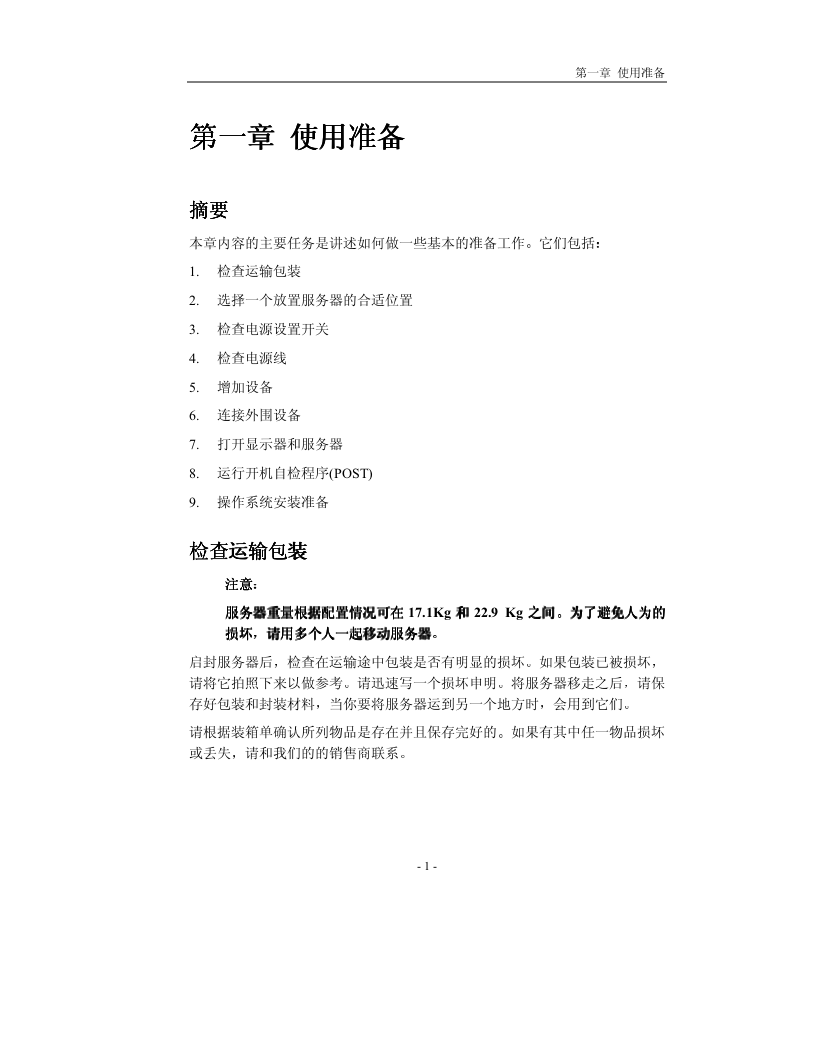 第一章 使用准备
第一章 使用准备
摘要
本章内容的主要任务是讲述如何做一些基本的准备工作。它们包括：
1. 检查运输包装
2. 选择一个放置服务器的合适位置
3. 检查电源设置开关
4. 检查电源线
5. 增加设备
6. 连接外围设备
7. 打开显示器和服务器
8. 运行开机自检程序(POST)
9. 操作系统安装准备
检查运输包装
注意：
服务器重量根据配置情况可在 17.1Kg 和 22.9 Kg 之间。为了避免人为的
损坏，请用多个人一起移动服务器。
启封服务器后，检查在运输途中包装是否有明显的损坏。如果包装已被损坏，
请将它拍照下来以做参考。请迅速写一个损坏申明。将服务器移走之后，请保
存好包装和封装材料，当你要将服务器运到另一个地方时，会用到它们。
请根据装箱单确认所列物品是存在并且保存完好的。如果有其中任一物品损坏
或丢失，请和我们的的销售商联系。
- 1 -